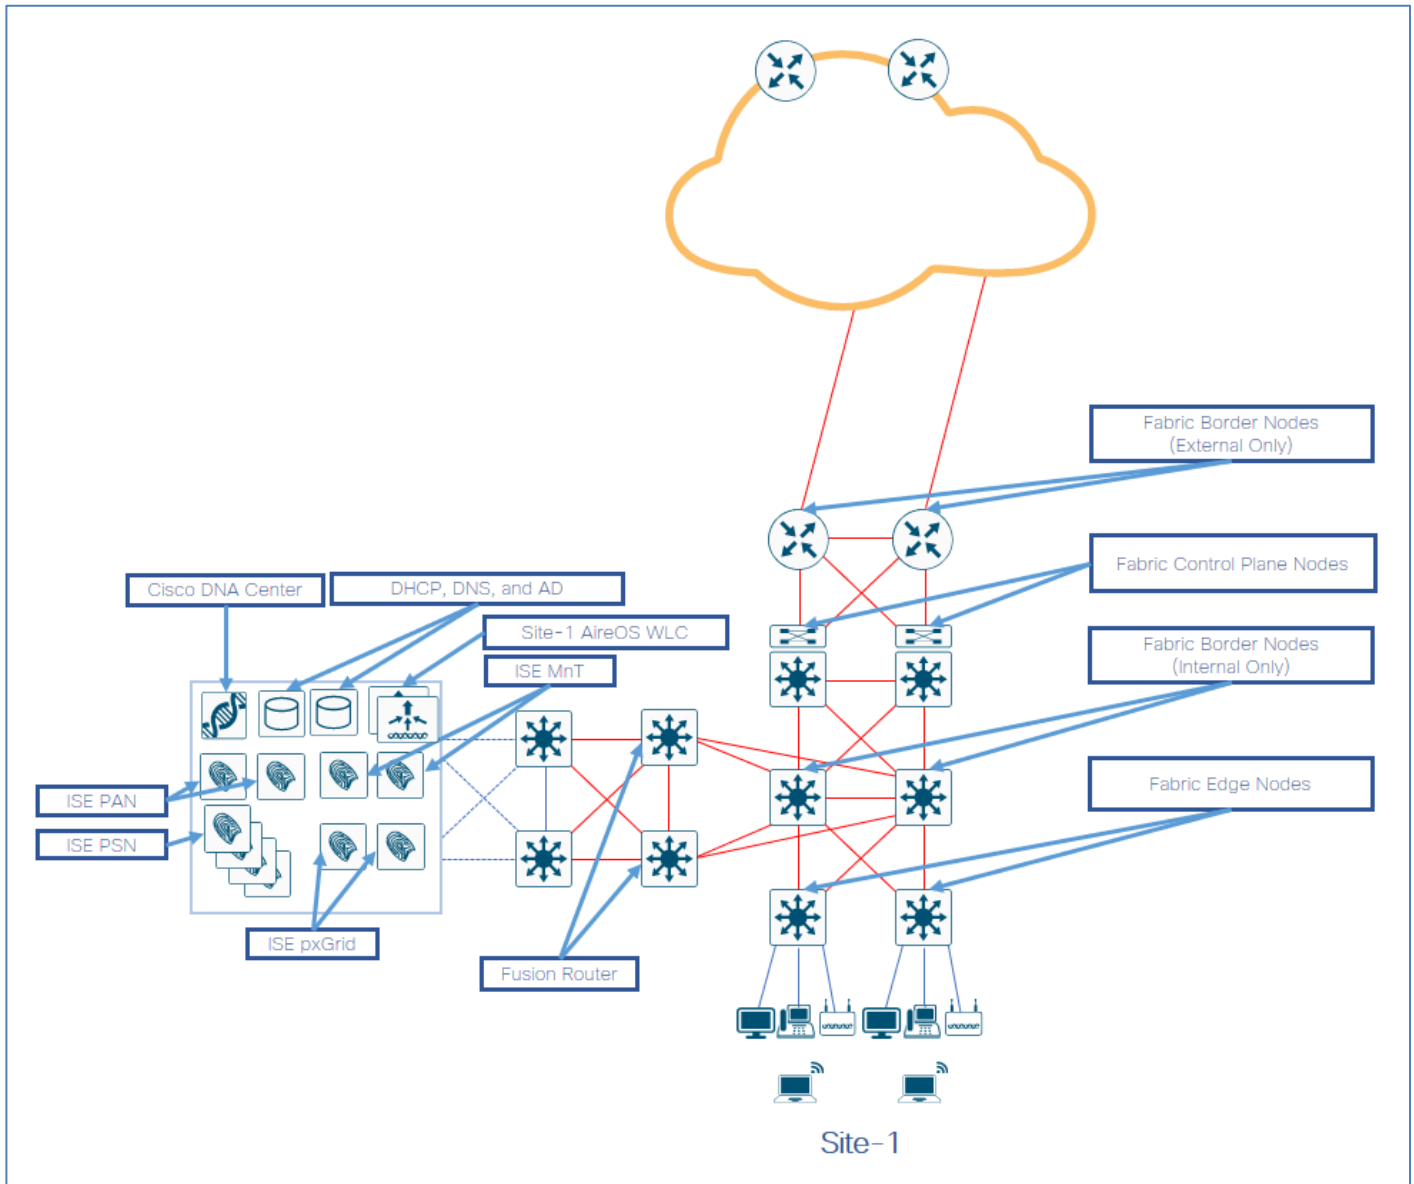 Fabric Border Nodes
(External Only)
Fabric Control Plane Nodes
Cisco DNA Center
DHCP, DNS, and AD
Site-1 AireOS WLC
Fabric Border Nodes
(Internal Only)
ISE MnT
Fabric Edge Nodes
ISE PAN
ISE PSN
ISE pxGrid
Fusion Router
Site-1